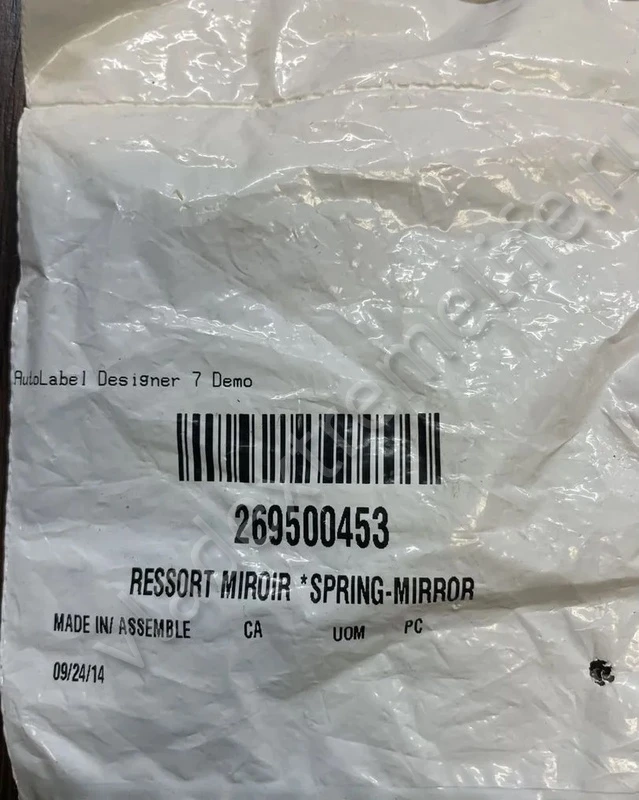 AutoLabel Designer 7 Demo
269500453
RESSORT MIROIR *SPRING-MIRROR
MADE IN/ ASSEMBLE CA UOM PC
09/24/14